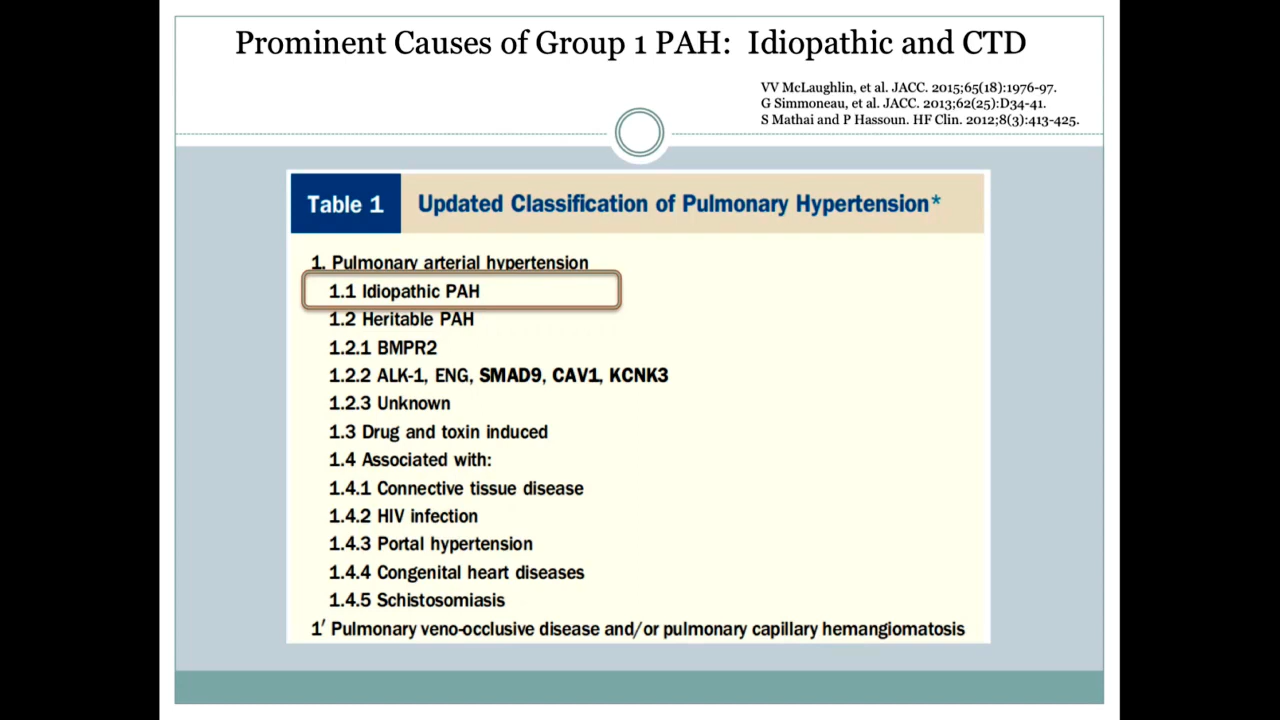 Prominent Causes of Group 1 PAH: Idiopathic and CTD
VV McLaughlin, et al. JACC. 2015;65(18):1976-97.
G Simmoneau, et al. JACC. 2013;62(25):D34-41.
S Mathai and P Hassoun. HF Clin. 2012;8(3):413-425.
Table 1 Updated Classification of Pulmonary Hypertension*
1. Pulmonary arterial hypertension
1.1 Idiopathic PAH
1.2 Heritable PAH
1.2.1 BMPR2
1.2.2 ALK-1, ENG, SMAD9, CAV1, KCNK3
1.2.3 Unknown
1.3 Drug and toxin induced
1.4 Associated with:
1.4.1 Connective tissue disease
1.4.2 HIV infection
1.4.3 Portal hypertension
1.4.4 Congenital heart diseases
1.4.5 Schistosomiasis
1′ Pulmonary veno-occlusive disease and/or pulmonary capillary hemangiomatosis